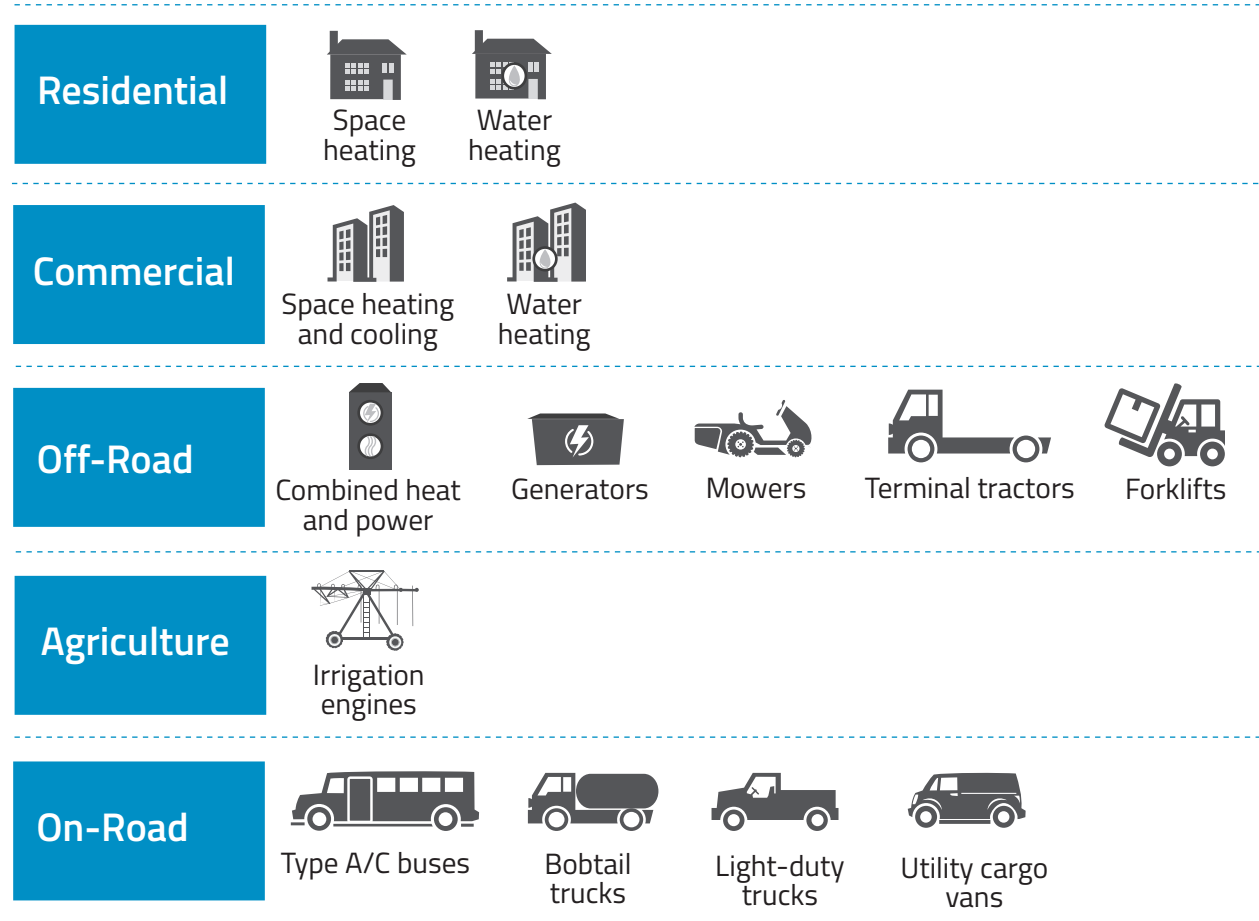 Residential
Space
heating
Water
heating
Commercial
Space heating
and cooling
Water
heating
Off-Road
Combined heat
and power
Generators
Mowers
Terminal tractors
Forklifts
Agriculture
Irrigation
engines
On-Road
Type A/C buses
Bobtail
trucks
Light-duty
trucks
Utility cargo
vans